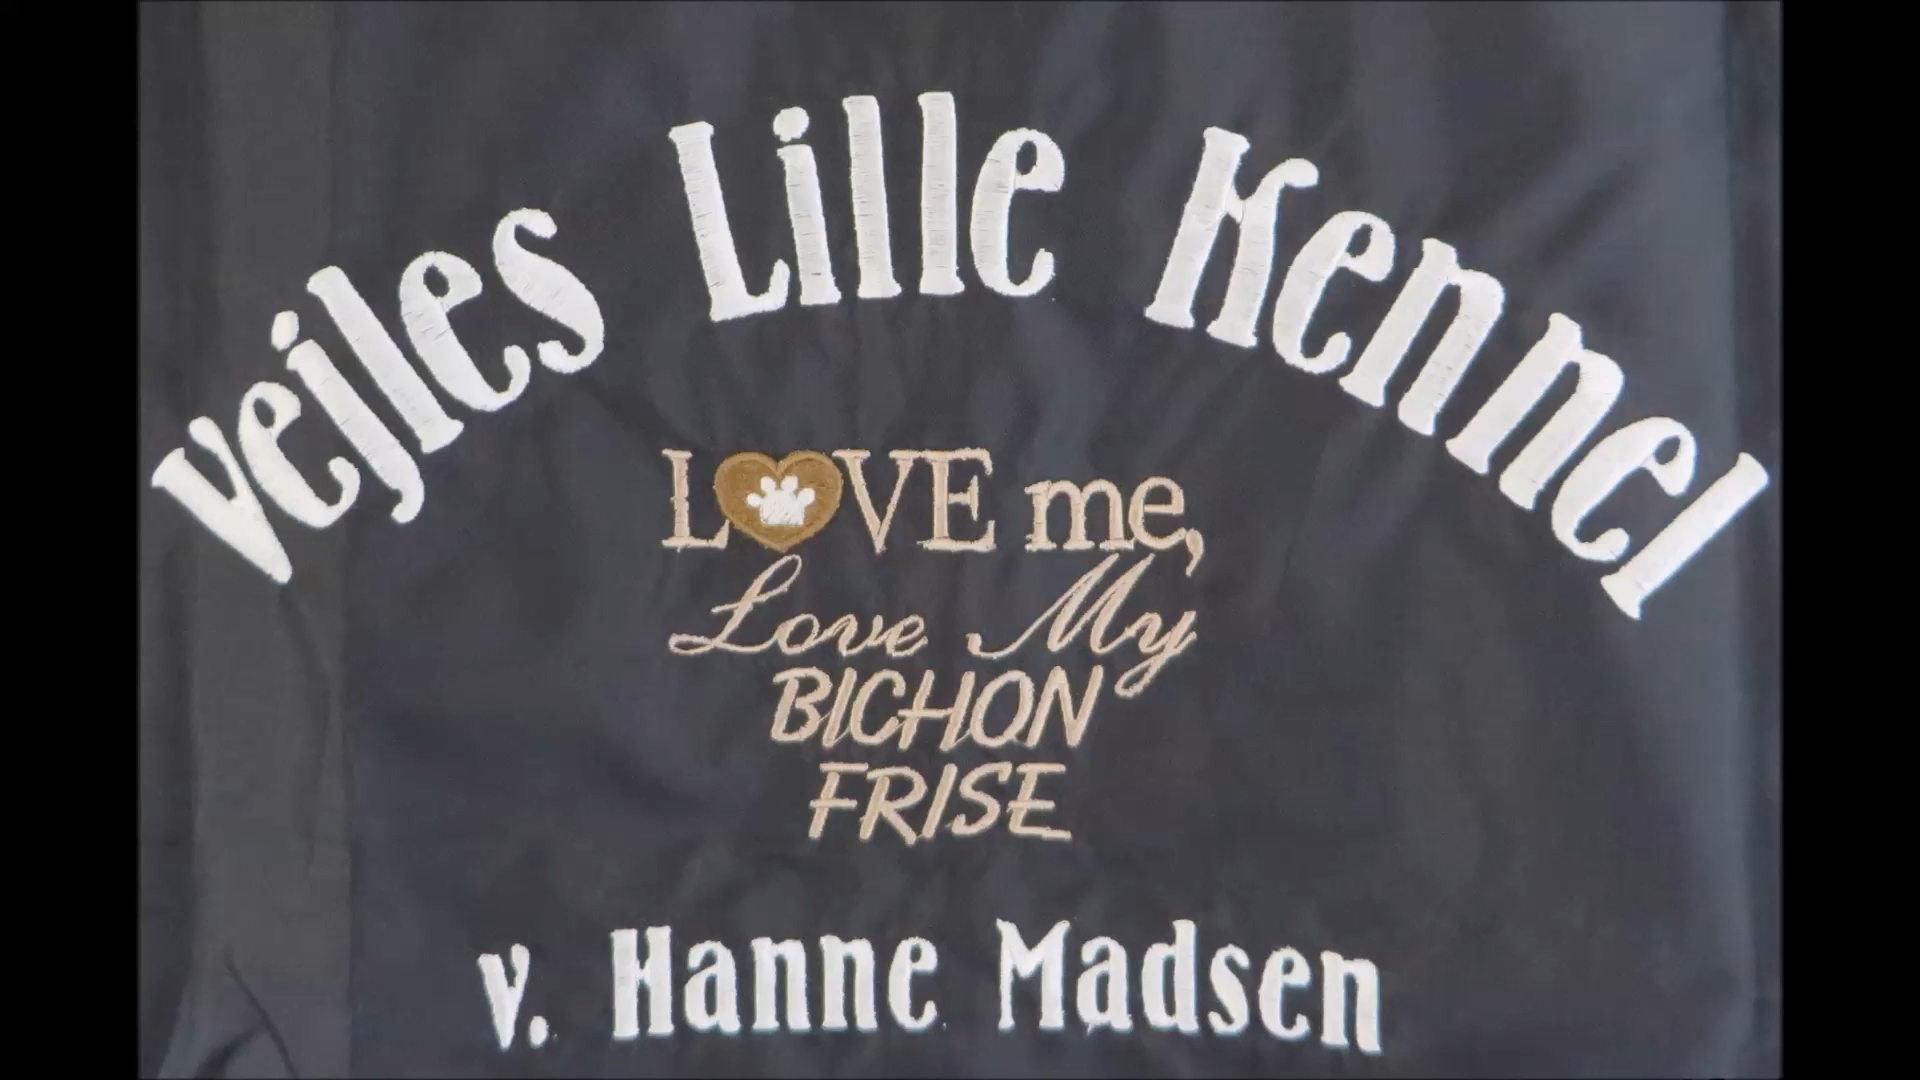 Vejles Lille Kennel
LOVE me,
Love My
BICHON
FRISE
v. Hanne Madsen